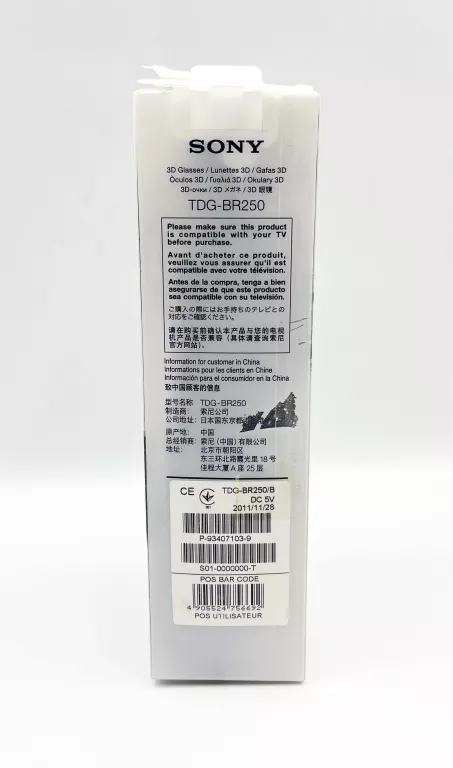 SONY
3D Glasses / Lunettes 3D / Gafas 3D
Óculos 3D / Γυαλιά 3D / Okulary 3D
3D-очки / 3D メガネ / 3D 眼镜
TDG-BR250
Please make sure this product
is compatible with your TV
before purchase.
Avant d'acheter ce produit,
veuillez vous assurer qu'il est
compatible avec votre télévision.
Antes de la compra, tenga a bien
asegurarse de que este producto
sea compatible con su televisión.
ご購入の際にはお手持ちのテレビとの
対応をご確認ください。
请在购买前确认本产品与您的电视
机产品是否兼容（具体请查询索尼
官方网站）。
Information for customer in China
Informations pour les clients en Chine
Información para el consumidor en la China
致中国顾客的信息
型号名称： TDG-BR250
制造商： 索尼公司
公司地址： 日本国东京都
原产地： 中国
总经销商： 索尼（中国）有限公司
地址： 北京市朝阳区
东三环北路霞光里 18 号
佳程大厦 A 座 25 层
CE TDG-BR250/B
DC 5V
2011/11/28
P-93407103-9
S01-0000000-T
POS BAR CODE
4 905524 756692
POS UTILISATEUR